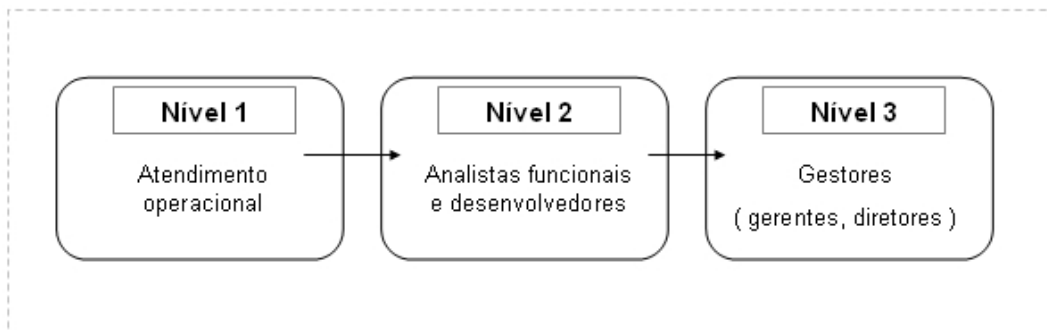 Nível 1
Atendimento
operacional
Nível 2
Analistas funcionais
e desenvolvedores
Nível 3
Gestores
( gerentes, diretores )